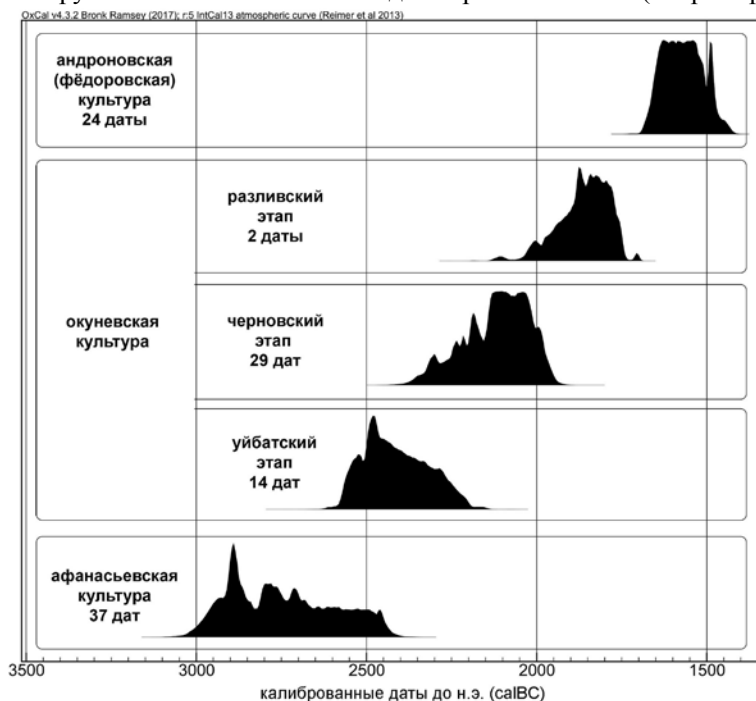 OxCal v4.3.2 Bronk Ramsey (2017); r:5 IntCal13 atmospheric curve (Reimer et al 2013)
андроновская
(фёдоровская)
культура
24 даты
разливский
этап
2 даты
окуневская
культура
черновский
этап
29 дат
уйбатский
этап
14 дат
афанасьевская
культура
37 дат
3500 3000 2500 2000 1500
калиброванные даты до н.э. (calBC)